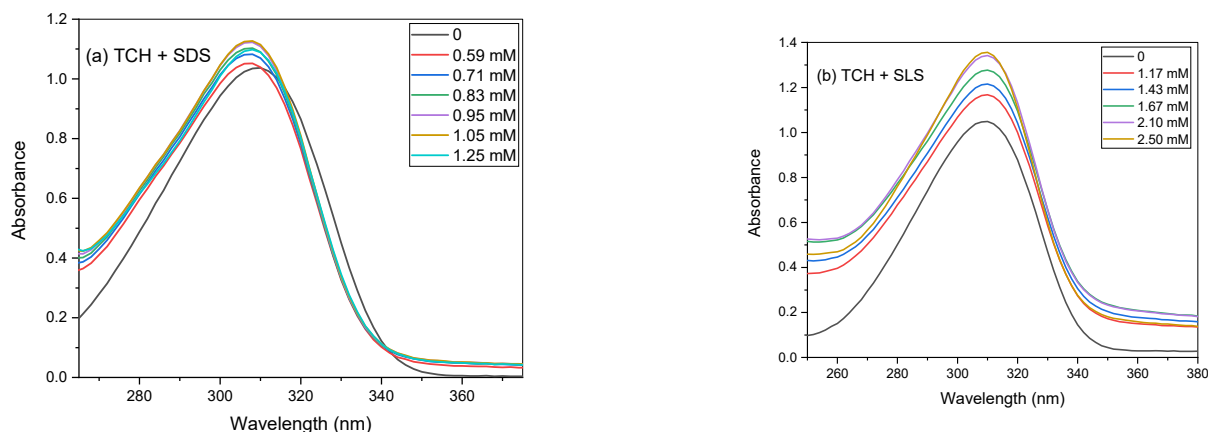 (a) TCH + SDS
0
0.59 mM
0.71 mM
0.83 mM
0.95 mM
1.05 mM
1.25 mM
1.2
1.0
0.8
0.6
0.4
0.2
0.0
Absorbance
280
300
320
340
360
Wavelength (nm)
(b) TCH + SLS
0
1.17 mM
1.43 mM
1.67 mM
2.10 mM
2.50 mM
1.4
1.2
1.0
0.8
0.6
0.4
0.2
0.0
Absorbance
260
280
300
320
340
360
380
Wavelength (nm)